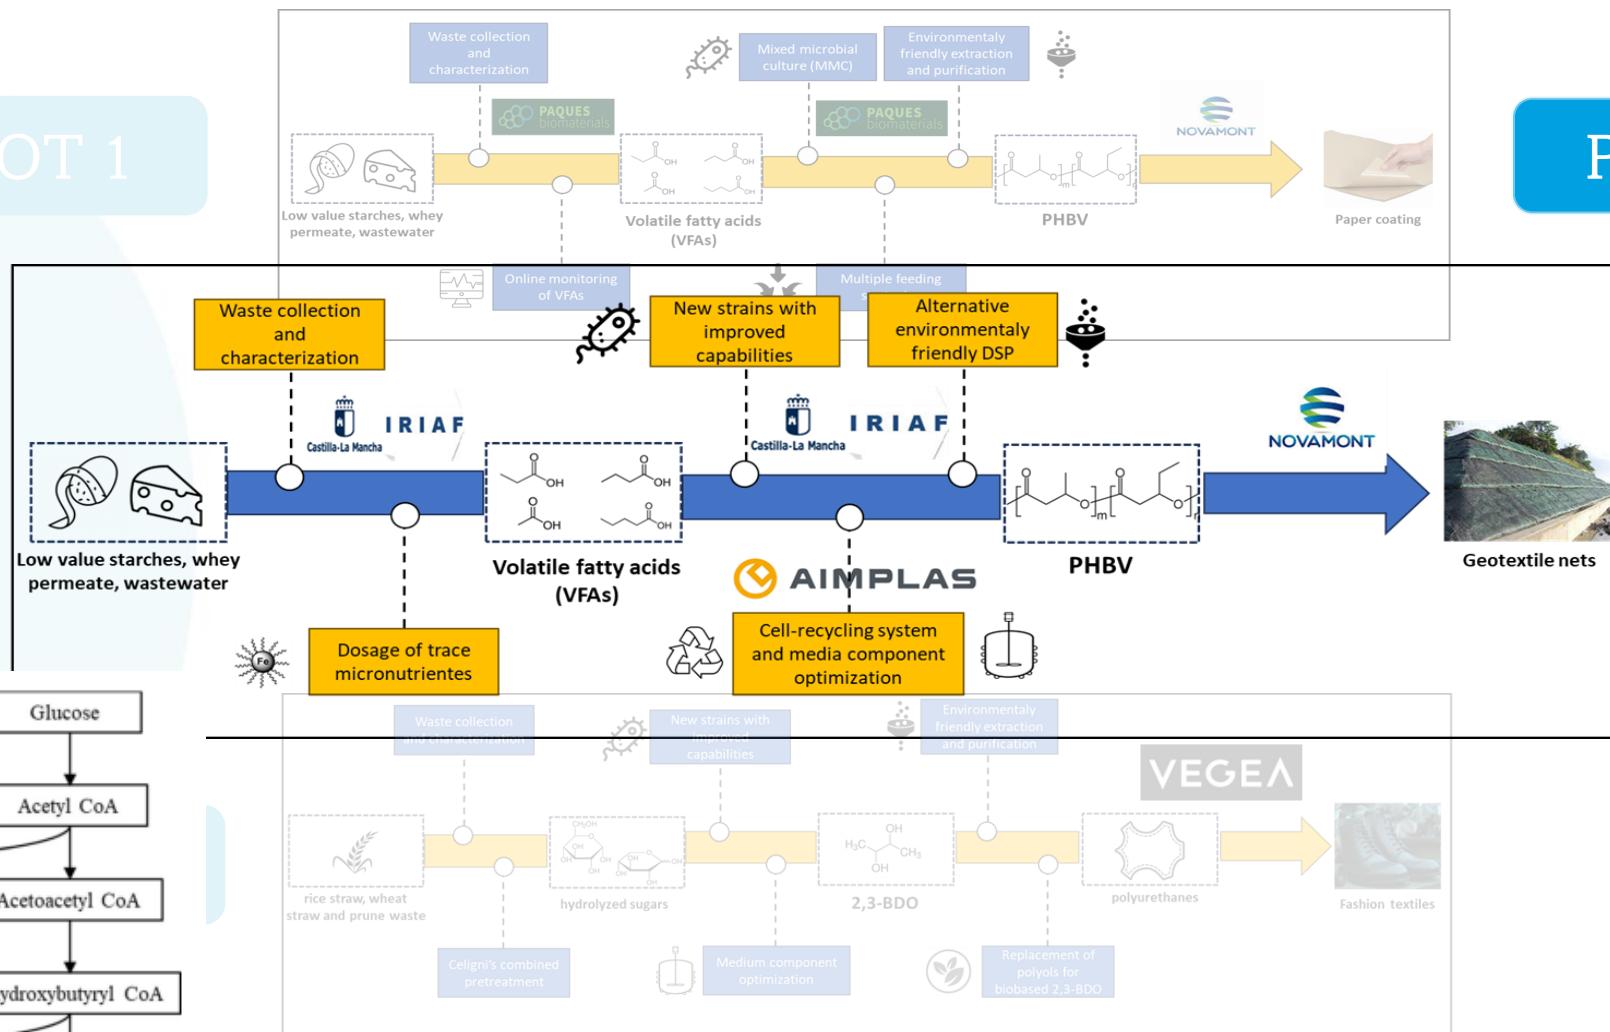 Waste collection
and
characterization
Mixed microbial
culture (MMC)
Environmentaly
friendly extraction
and purification
PAQUES
biomaterials
PAQUES
biomaterials
NOVAMONT
OT 1
P
Low value starches, whey
permeate, wastewater
Volatile fatty acids
(VFAs)
PHBV
Paper coating
Online monitoring
of VFAs
Multiple feeding
Waste collection
and
characterization
New strains with
improved
capabilities
Alternative
environmentaly
friendly DSP
Castilla-La Mancha
IRIAF
Castilla-La Mancha
IRIAF
NOVAMONT
OH
OH
OH
OH
O
O
O
O
m
Low value starches, whey
permeate, wastewater
Volatile fatty acids
(VFAs)
AIMPLAS
PHBV
Geotextile nets
Fe
Dosage of trace
micronutrientes
Cell-recycling system
and media component
optimization
Glucose
Acetyl CoA
Acetoacetyl CoA
ydroxybutyryl CoA
Waste collection
and characterization
New strains with
improved
capabilities
Environmentaly
friendly extraction
and purification
VEGEA
OH
H3C
CH3
OH
rice straw, wheat
straw and prune waste
hydrolyzed sugars
2,3-BDO
polyurethanes
Fashion textiles
Celigni's combined
pretreatment
Medium component
optimization
Replacement of
polyols for
biobased 2,3-BDO